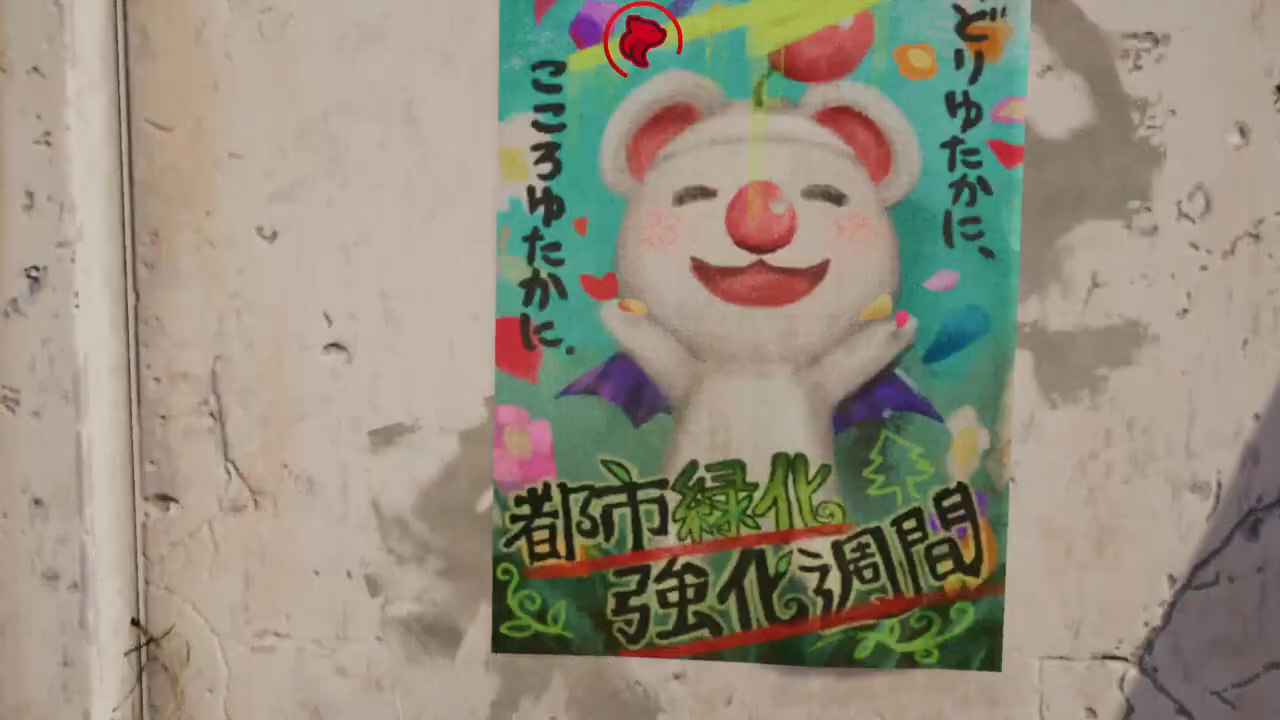 どりゆたかに、
こころゆたかに.
都市緑化
強化週間